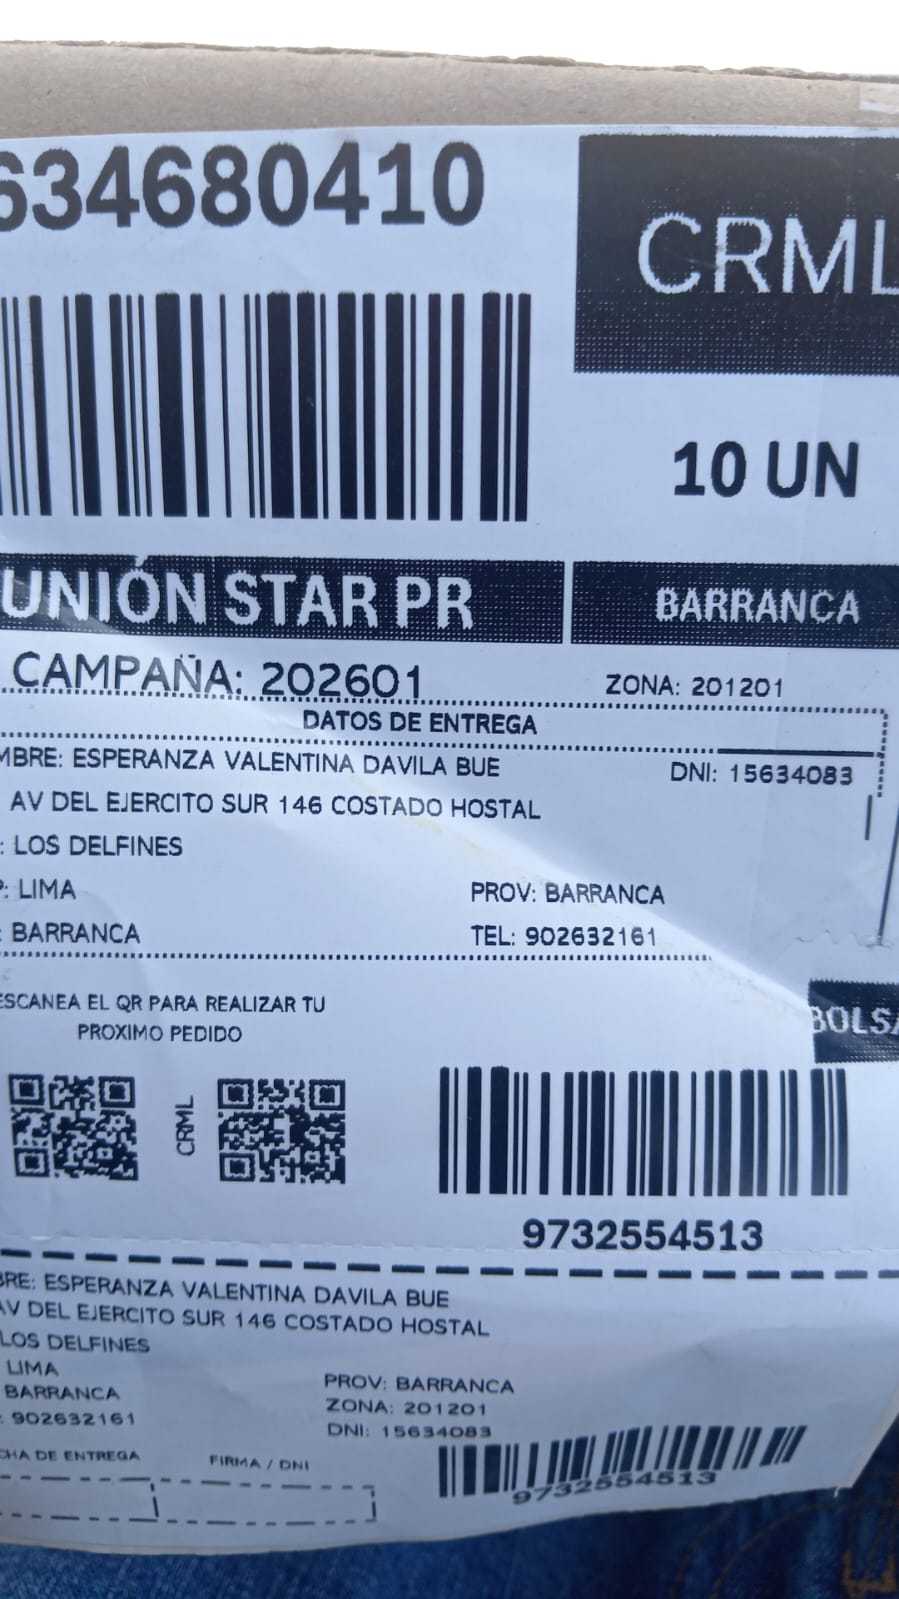 634680410
CRML
10 UN
UNIÓN STAR PR
BARRANCA
CAMPAÑA: 202601
ZONA: 201201
DATOS DE ENTREGA
MBRE: ESPERANZA VALENTINA DAVILA BUE
DNI: 15634083
AV DEL EJERCITO SUR 146 COSTADO HOSTAL
: LOS DELFINES
P: LIMA
PROV: BARRANCA
: BARRANCA
TEL: 902632161
ESCANEA EL QR PARA REALIZAR TU
PROXIMO PEDIDO
BOLSA
CRML
9732554513
BRE: ESPERANZA VALENTINA DAVILA BUE
AV DEL EJERCITO SUR 146 COSTADO HOSTAL
LOS DELFINES
LIMA
PROV: BARRANCA
BARRANCA
ZONA: 201201
: 902632161
DNI: 15634083
CHA DE ENTREGA
FIRMA / DNI
9732554513